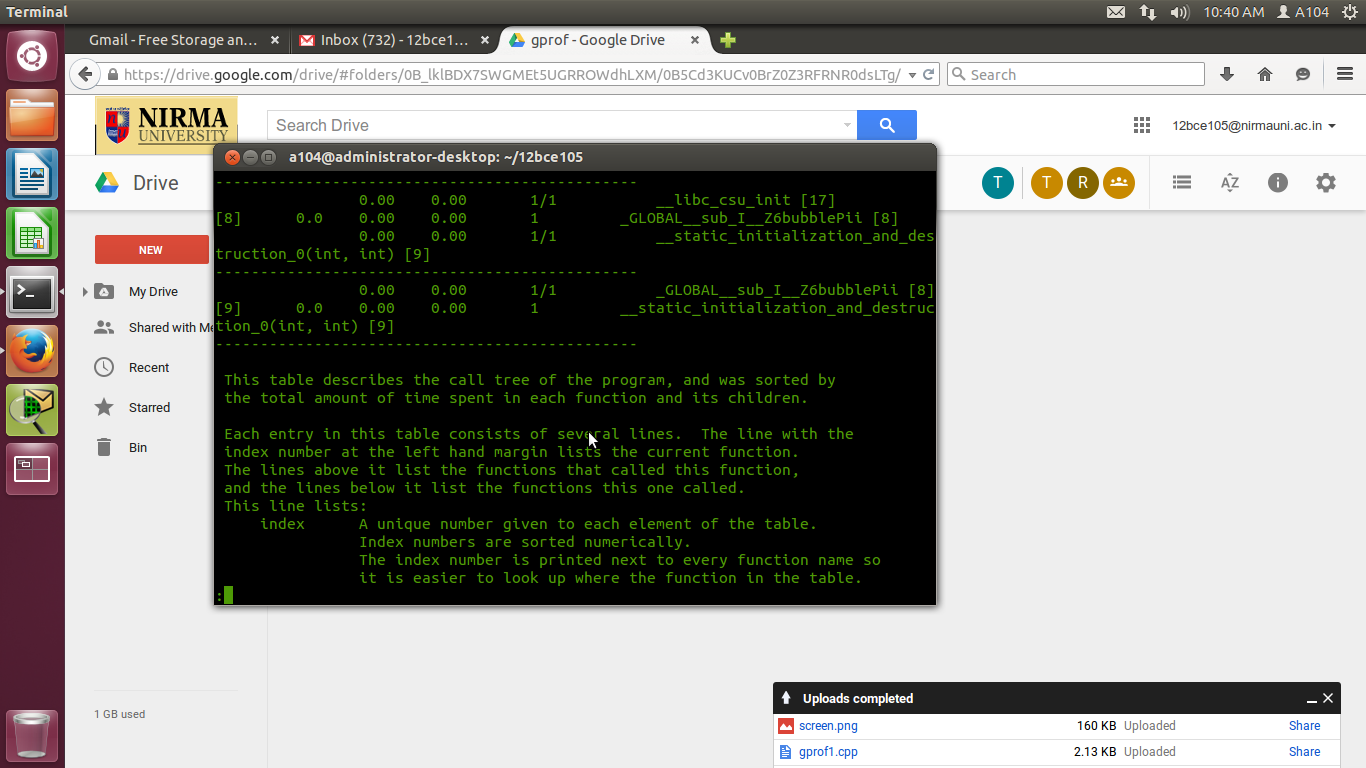 Terminal
10:40 AM
A104
Gmail - Free Storage an...
Inbox (732) - 12bce1...
gprof - Google Drive
https://drive.google.com/drive/#folders/0B_lklBDX7SWGMEt5UGRROWdhLXM/0B5Cd3KUCv0BrZ0Z3RFRNR0dsLTg/
Search
NIRMA
UNIVERSITY
Search Drive
12bce105@nirmauni.ac.in
a104@administrator-desktop: ~/12bce105
Drive
T
T
R
NEW
My Drive
Shared with Me
Recent
Starred
Bin
1 GB used
-----------------------------------------------
                0.00    0.00       1/1           __libc_csu_init [17]
[8]      0.0    0.00    0.00       1         _GLOBAL__sub_I__Z6bubblePii [8]
                0.00    0.00       1/1           __static_initialization_and_des
truction_0(int, int) [9]
-----------------------------------------------
                0.00    0.00       1/1           _GLOBAL__sub_I__Z6bubblePii [8]
[9]      0.0    0.00    0.00       1         __static_initialization_and_destruc
tion_0(int, int) [9]
-----------------------------------------------
This table describes the call tree of the program, and was sorted by
the total amount of time spent in each function and its children.
Each entry in this table consists of several lines.  The line with the
index number at the left hand margin lists the current function.
The lines above it list the functions that called this function,
and the lines below it list the functions this one called.
This line lists:
index      A unique number given to each element of the table.
Index numbers are sorted numerically.
The index number is printed next to every function name so
it is easier to look up where the function in the table.
:
Uploads completed
screen.png 160 KB Uploaded Share
gprof1.cpp 2.13 KB Uploaded Share